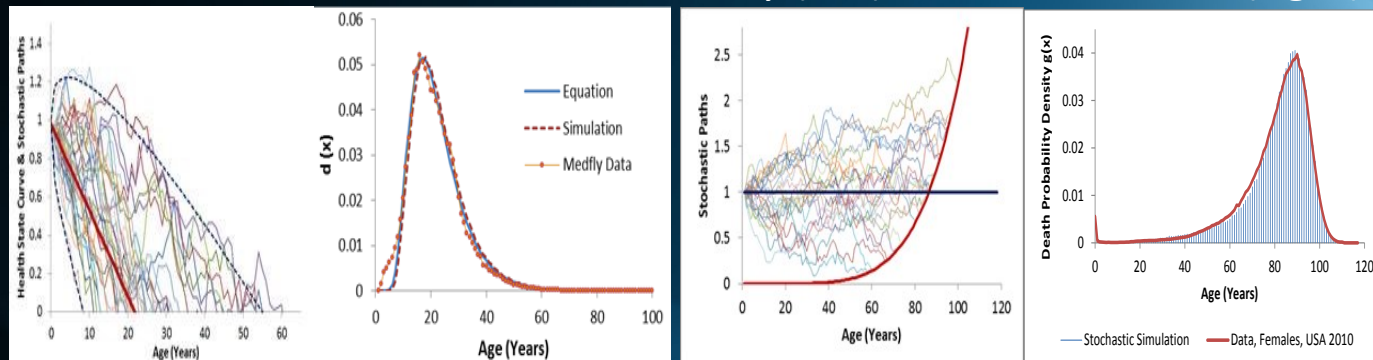 Health State Curve & Stochastic Paths
1.4
1.2
1
0.8
0.6
0.4
0.2
0
0 10 20 30 40 50 60
Age (Years)
d (x)
0.06
0.05
0.04
0.03
0.02
0.01
0
0 20 40 60 80 100
Age (Years)
Equation
Simulation
Medfly Data
Stochastic Paths
2.5
2
1.5
1
0.5
0
0 20 40 60 80 100 120
Age (Years)
Death Probability Density g(x)
0.04
0.03
0.02
0.01
0
0 20 40 60 80 100 120
Age (Years)
Stochastic Simulation
Data, Females, USA 2010